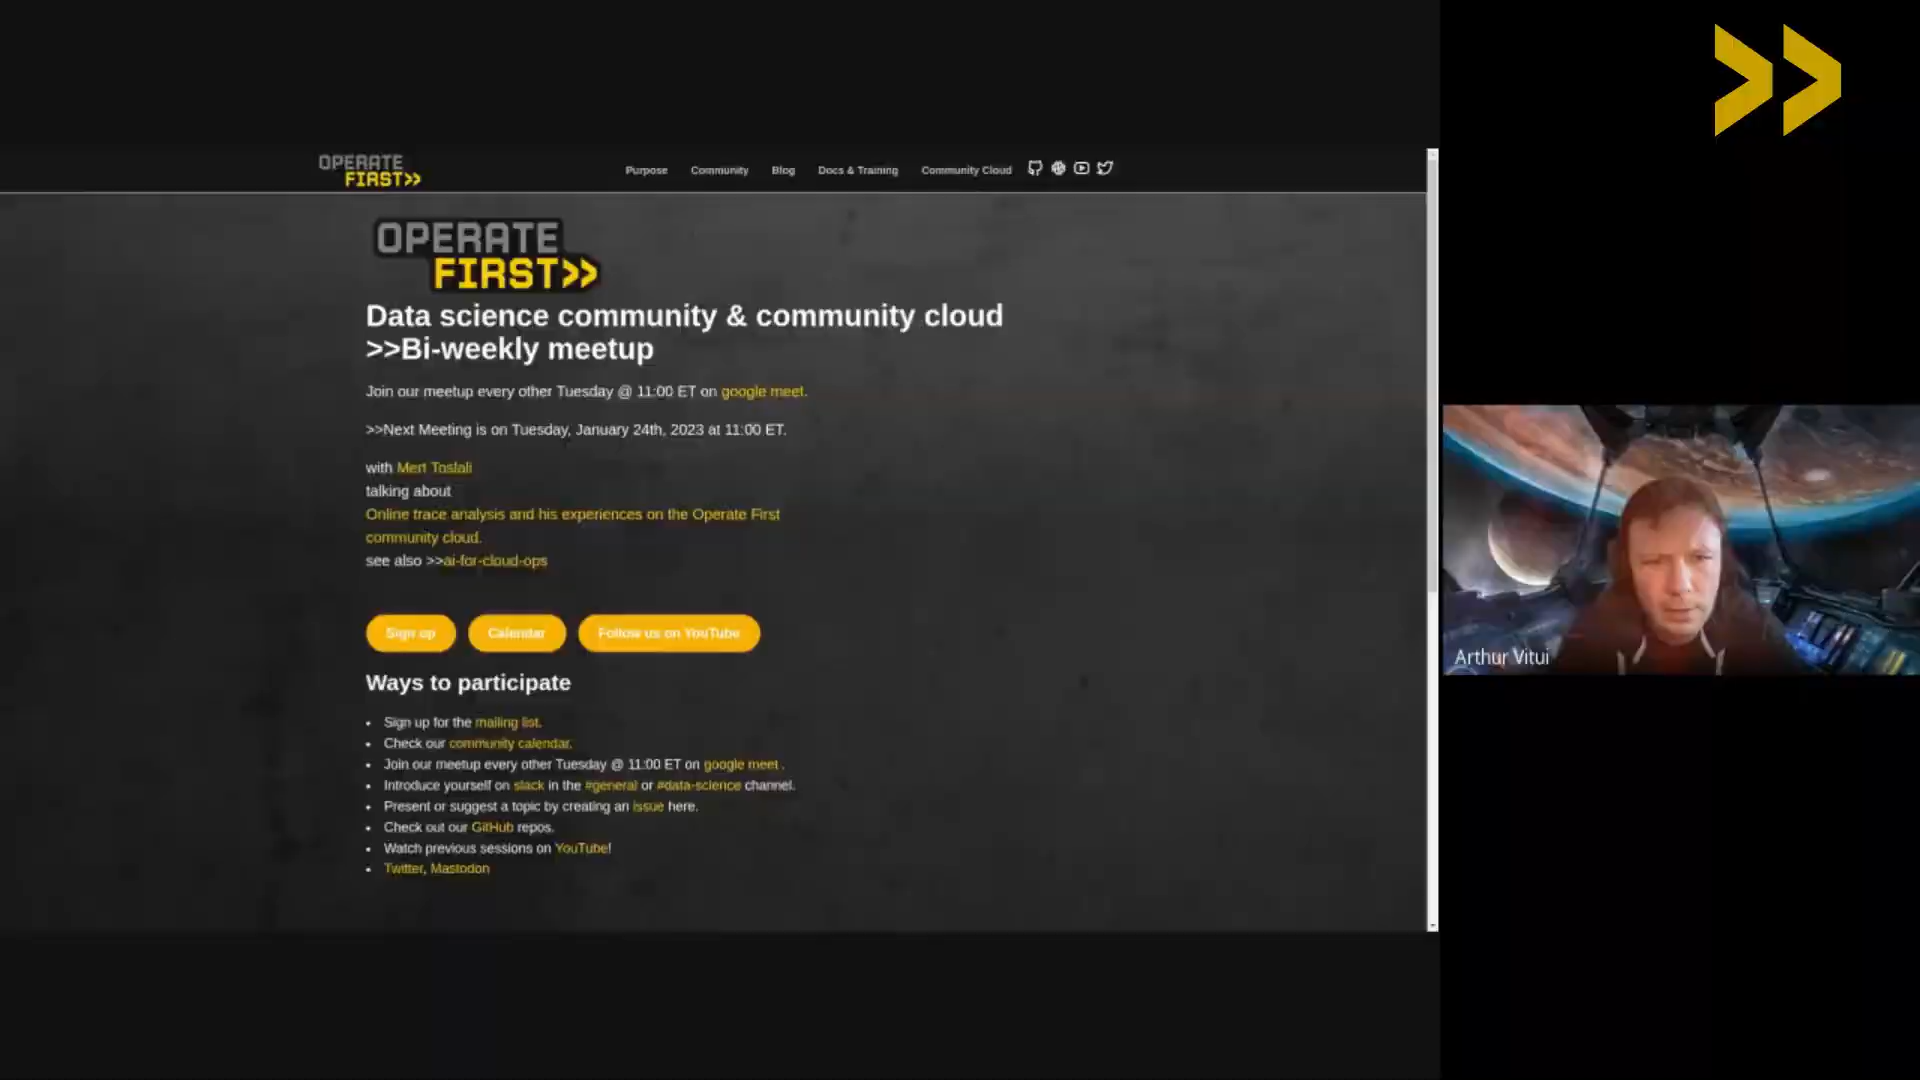 OPERATE
FIRST>>
Purpose
Community
Blog
Docs & Training
Community Cloud
OPERATE
FIRST>>
Data science community & community cloud
>>Bi-weekly meetup
Join our meetup every other Tuesday @ 11:00 ET on google meet.
>>Next Meeting is on Tuesday, January 24th, 2023 at 11:00 ET.
with Mert Toslali
talking about
Online trace analysis and his experiences on the Operate First
community cloud.
see also >>ai-for-cloud-ops
Sign up
Calendar
Follow us on YouTube
Ways to participate
• Sign up for the mailing list.
• Check our community calendar.
• Join our meetup every other Tuesday @ 11:00 ET on google meet .
• Introduce yourself on slack in the #general or #data-science channel.
• Present or suggest a topic by creating an issue here.
• Check out our GitHub repos.
• Watch previous sessions on YouTube!
• Twitter, Mastodon
Arthur Vitui